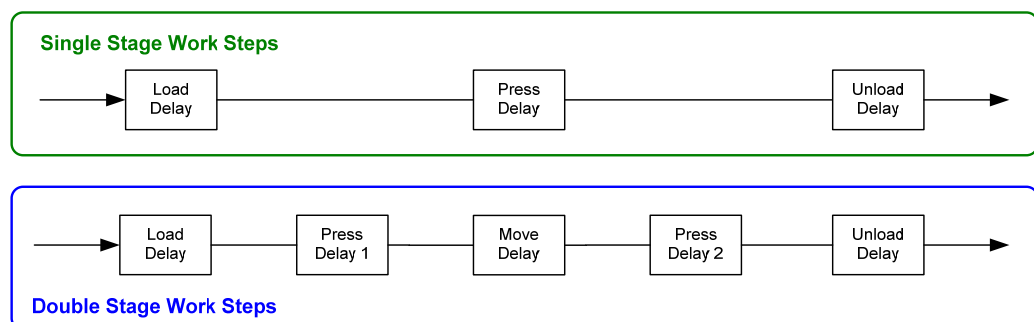 Single Stage Work Steps
Load
Delay
Press
Delay
Unload
Delay
Load
Delay
Press
Delay 1
Move
Delay
Press
Delay 2
Unload
Delay
Double Stage Work Steps